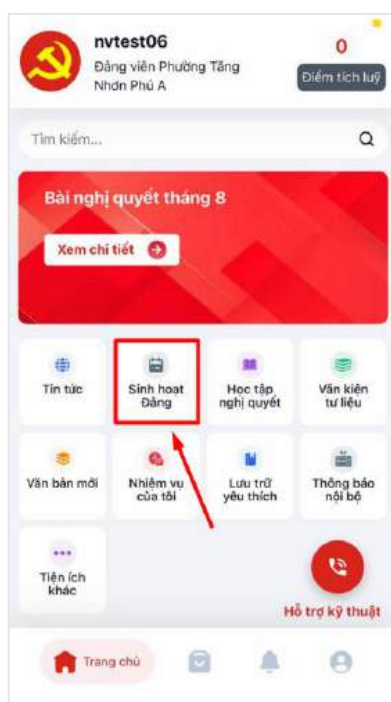 nvtest06
Đảng viên Phường Tăng
Nhơn Phú A
0
Điểm tích luỹ
Tìm kiếm...
Bài nghị quyết tháng 8
Xem chi tiết
Tin tức
Sinh hoạt
Đảng
Học tập
nghị quyết
Văn kiện
tư liệu
Văn bản mới
Nhiệm vụ
của tôi
Lưu trữ
yêu thích
Thông báo
nội bộ
Tiện ích
khác
Hỗ trợ kỹ thuật
Trang chủ